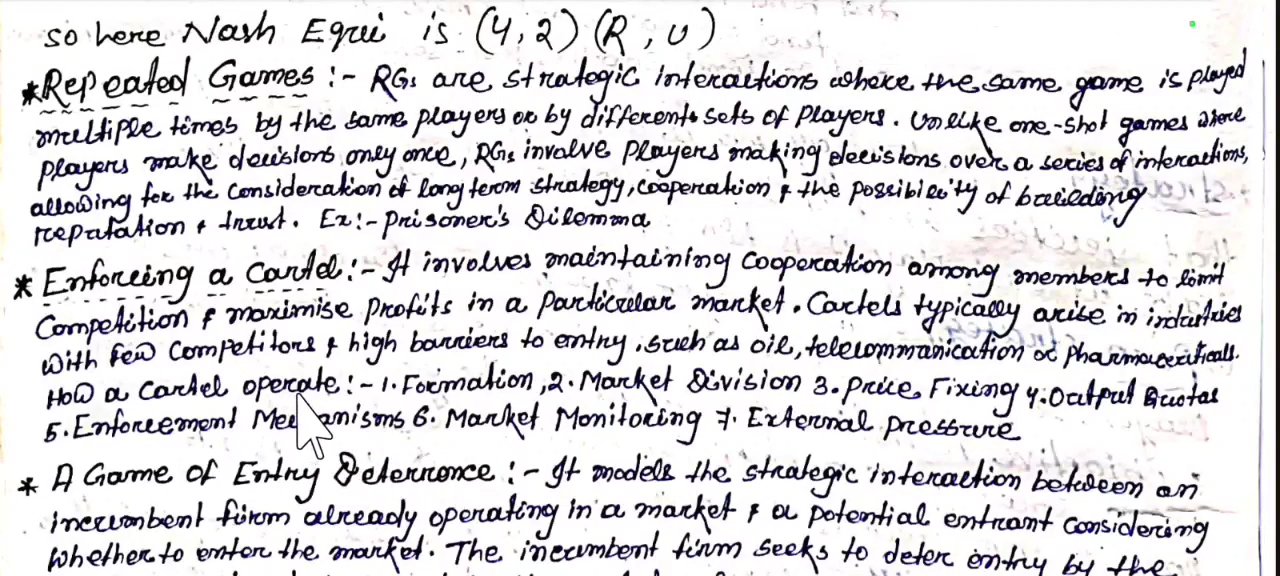 so here Nash Equi is (4,2) (R, U)
*Repeated Games :- RGs are strategic interactions where the same game is played
multiple times by the same players or by different sets of players. Unlike one-shot games where
players make decisions only once, RGs involve players making decisions over a series of interactions,
allowing for the consideration of long term strategy, cooperation & the possibility of building
reputation & trust. Ex:- Prisoner's Dilemma
* Enforcing a Cartel :- It involves maintaining cooperation among members to limit
Competition & maximise profits in a particular market. Cartels typically arise in industries
with few competitors & high barriers to entry, such as oil, telecommunication or pharmaceuticals.
How a Cartel operate :- 1. Formation, 2. Market Division 3. Price Fixing 4. Output Quotas
5. Enforcement Mechanisms 6. Market Monitoring 7. External pressure
* A Game of Entry Deterrence :- It models the strategic interaction between an
incumbent firm already operating in a market & a potential entrant considering
whether to enter the market. The incumbent firm seeks to deter entry by the